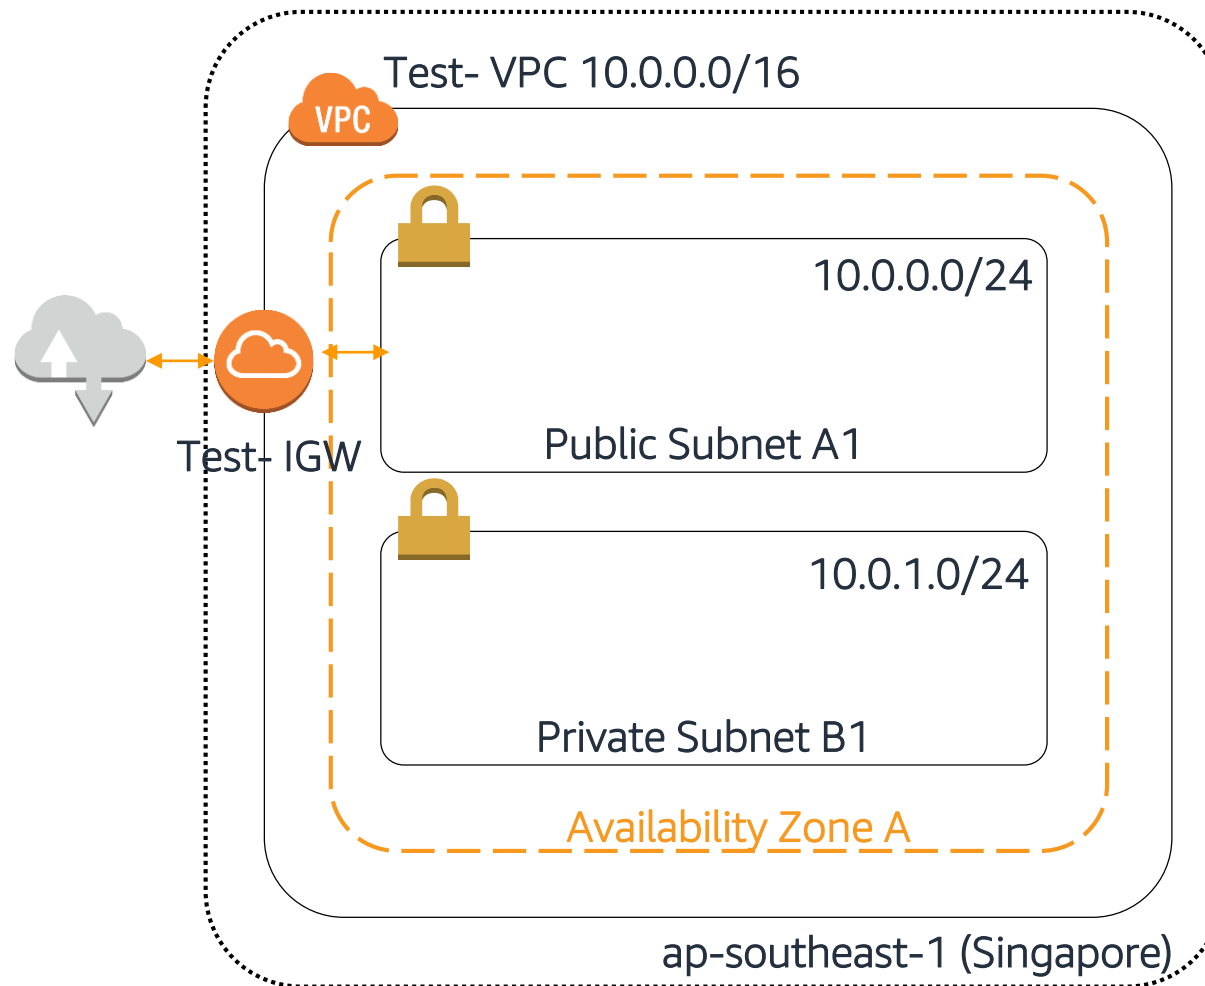 Test- VPC 10.0.0.0/16
VPC
10.0.0.0/24
Public Subnet A1
Test- IGW
10.0.1.0/24
Private Subnet B1
Availability Zone A
ap-southeast-1 (Singapore)